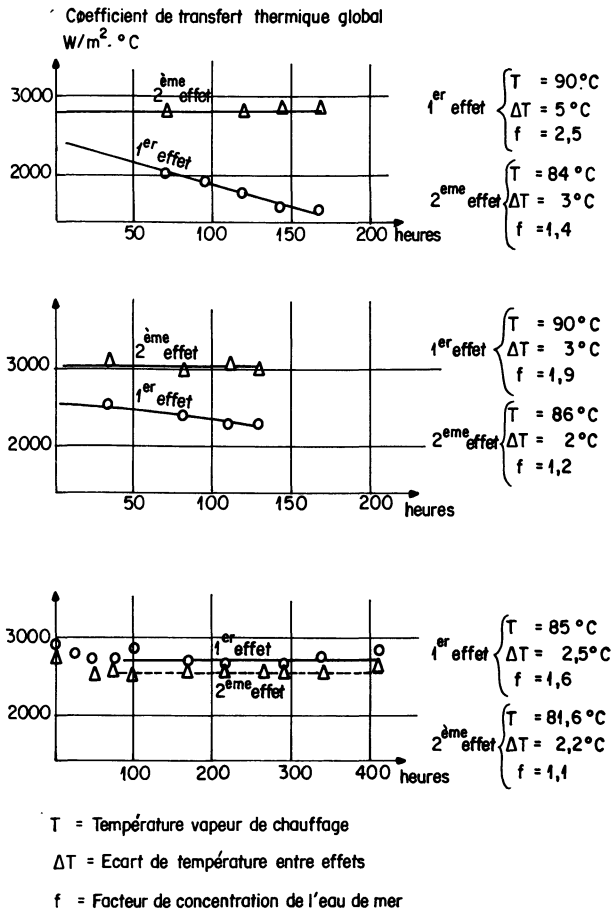 Coefficient de transfert thermique global
W/m². °C
3000
2000
2ème effet
1er effet
50 100 150 200 heures
1er effet
T = 90°C
ΔT = 5°C
f = 2,5
2eme effet
T = 84°C
ΔT = 3°C
f = 1,4
3000
2000
2ème effet
1er effet
50 100 150 200 heures
1er effet
T = 90°C
ΔT = 3°C
f = 1,9
2eme effet
T = 86°C
ΔT = 2°C
f = 1,2
3000
2000
1er effet
2eme effet
100 200 300 400 heures
1er effet
T = 85°C
ΔT = 2,5°C
f = 1,6
2ème effet
T = 81,6°C
ΔT = 2,2°C
f = 1,1
T = Température vapeur de chauffage
ΔT = Ecart de température entre effets
f = Facteur de concentration de l'eau de mer